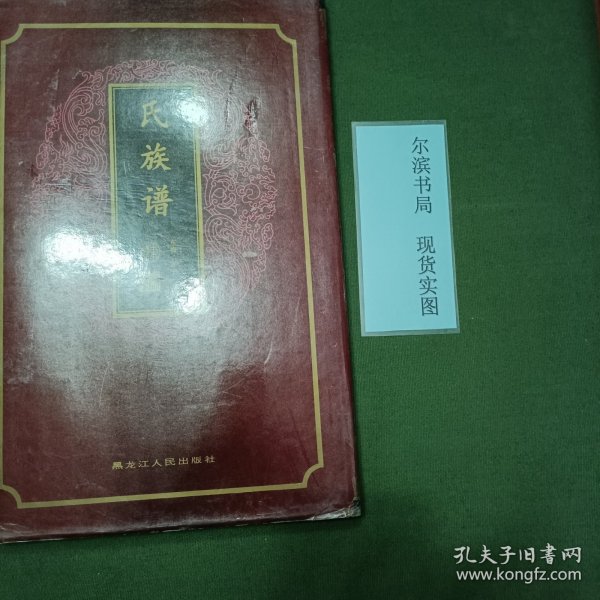 氏族谱
黑龙江人民出版社
尔滨书局 现货实图
孔夫子旧书网
www.kongfz.com